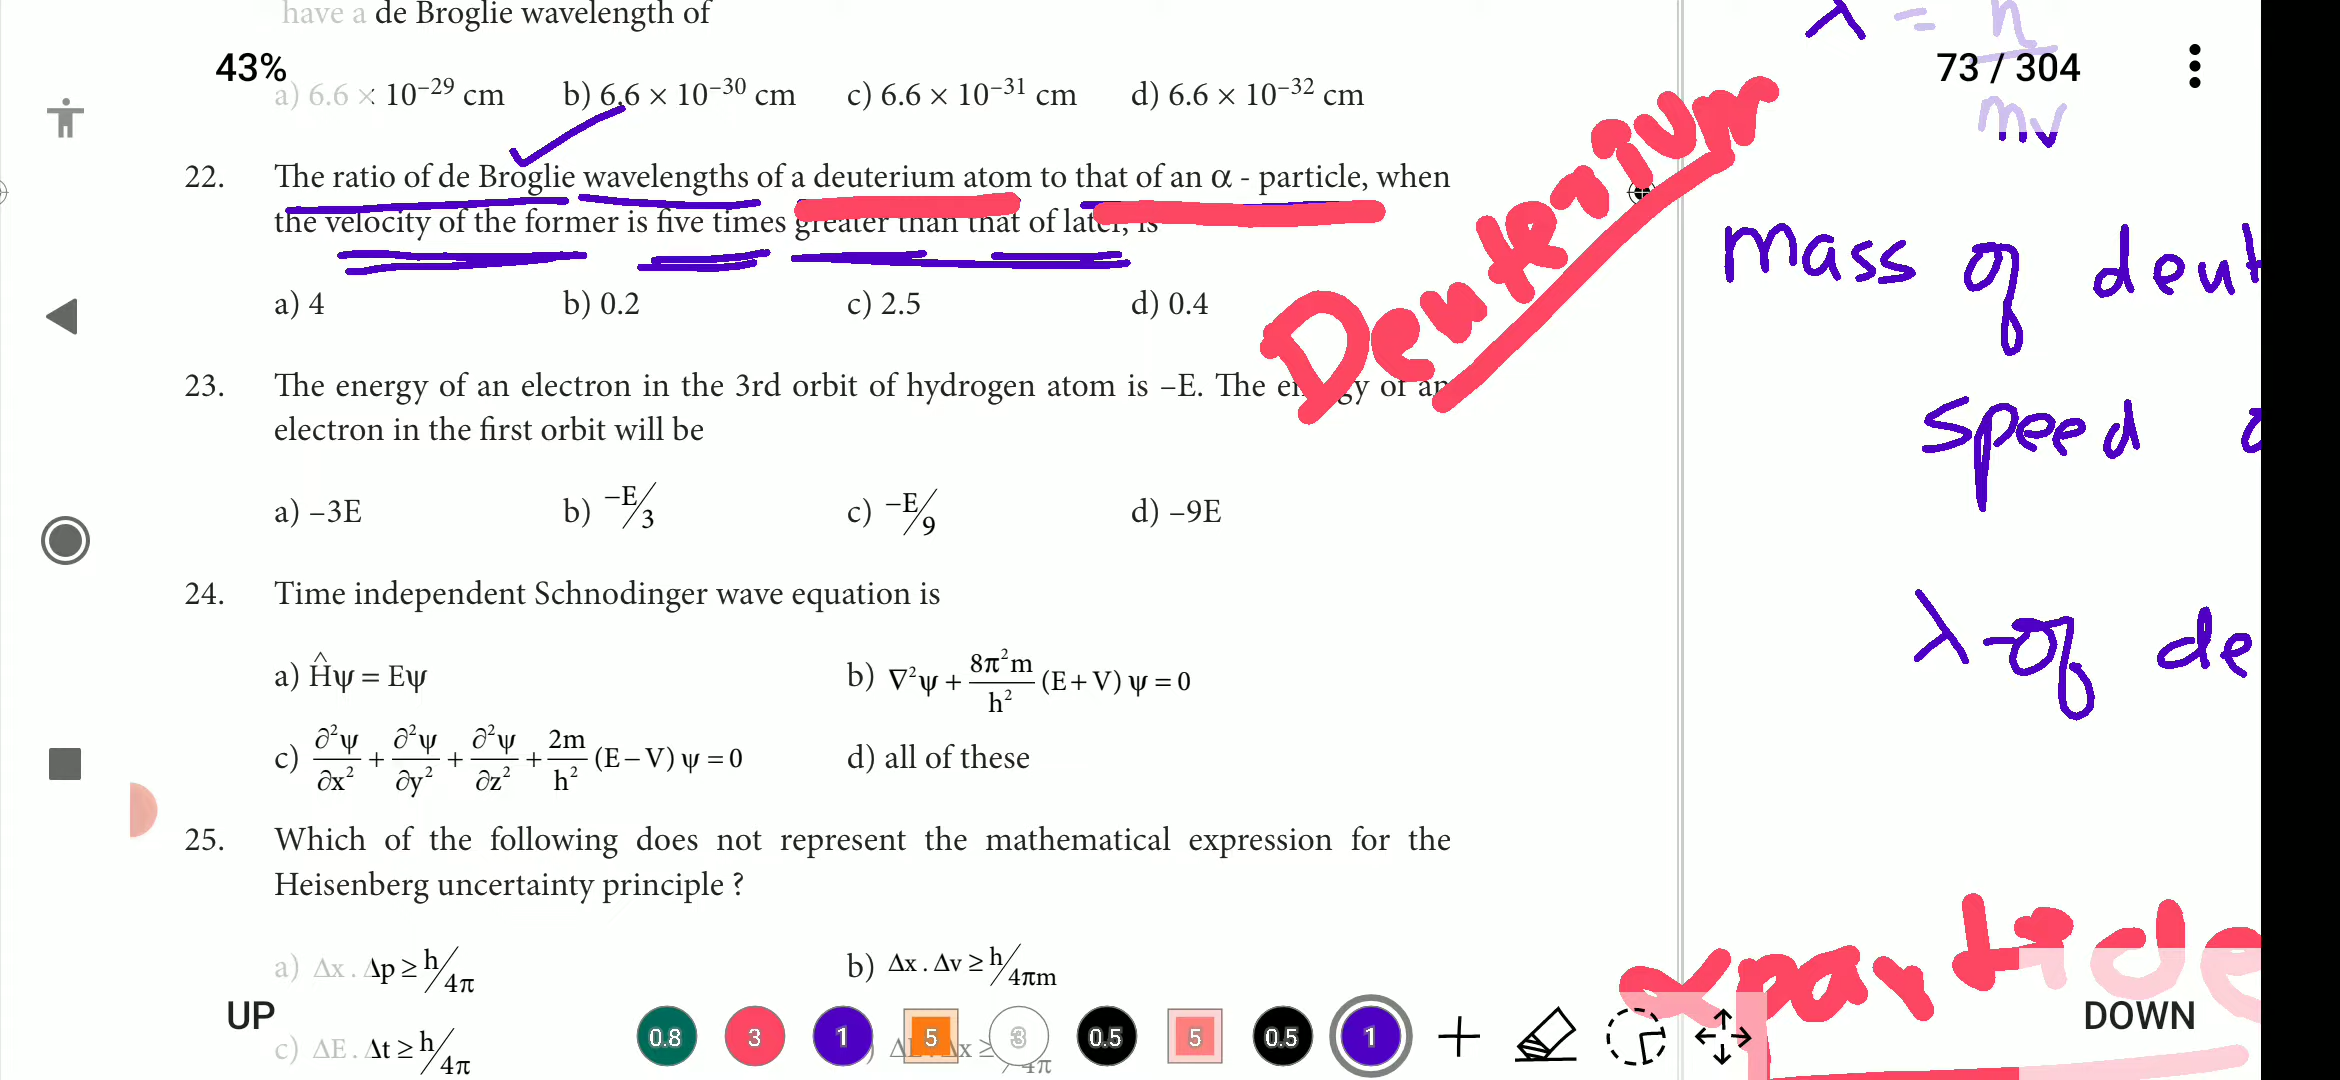 have a de Broglie wavelength of
λ = h
43%
73 / 304
a) 6.6 × 10⁻²⁹ cm b) 6.6 × 10⁻³⁰ cm c) 6.6 × 10⁻³¹ cm d) 6.6 × 10⁻³² cm
mv
22. The ratio of de Broglie wavelengths of a deuterium atom to that of an α - particle, when
the velocity of the former is five times greater than that of later, is
Deuterium
mass of deut
a) 4 b) 0.2 c) 2.5 d) 0.4
23. The energy of an electron in the 3rd orbit of hydrogen atom is –E. The energy of an
electron in the first orbit will be
speed
a) –3E b) –E/3 c) –E/9 d) –9E
24. Time independent Schnodinger wave equation is
λ of de
a) Ĥψ = Eψ b) ∇²ψ + 8π²m/h² (E+V) ψ = 0
c) ∂²ψ/∂x² + ∂²ψ/∂y² + ∂²ψ/∂z² + 2m/h² (E–V) ψ = 0 d) all of these
25. Which of the following does not represent the mathematical expression for the
Heisenberg uncertainty principle ?
α particle
a) Δx . Δp ≥ h/4π b) Δx . Δv ≥ h/4πm
UP
DOWN
0.8 3 1 5 3 0.5 5 0.5 1
c) ΔE . Δt ≥ h/4π